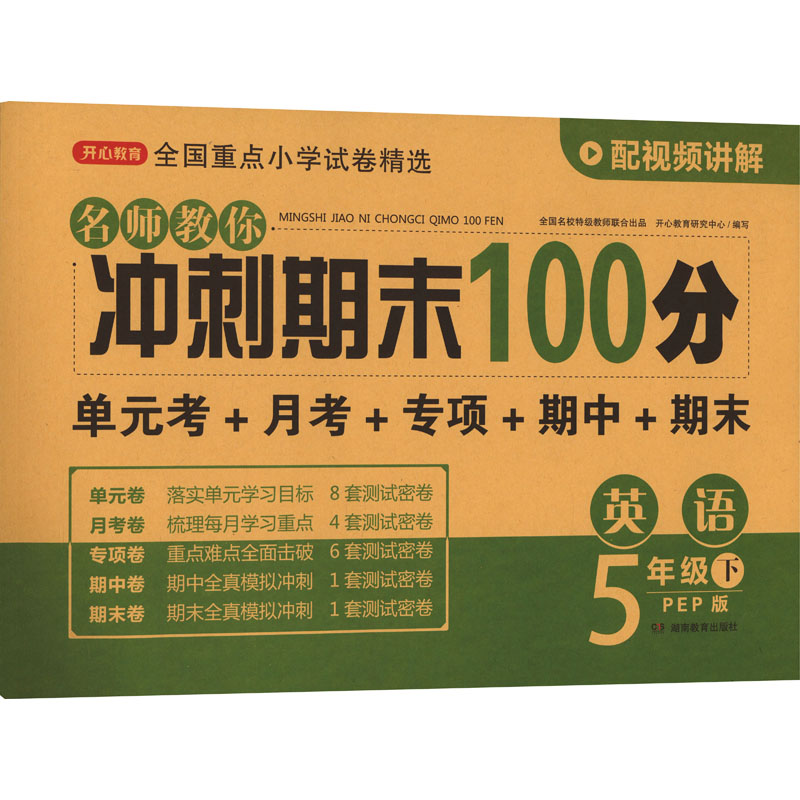 开心教育 全国重点小学试卷精选
配视频讲解
名师教你
MINGSHI JIAO NI CHONGCI QIMO 100 FEN
全国名校特级教师联合出品 开心教育研究中心/编写
冲刺期末100分
单元考+月考+专项+期中+期末
单元卷 落实单元学习目标 8套测试密卷
月考卷 梳理每月学习重点 4套测试密卷
专项卷 重点难点全面击破 6套测试密卷
期中卷 期中全真模拟冲刺 1套测试密卷
期末卷 期末全真模拟冲刺 1套测试密卷
英语
5年级下
PEP版
湖南教育出版社